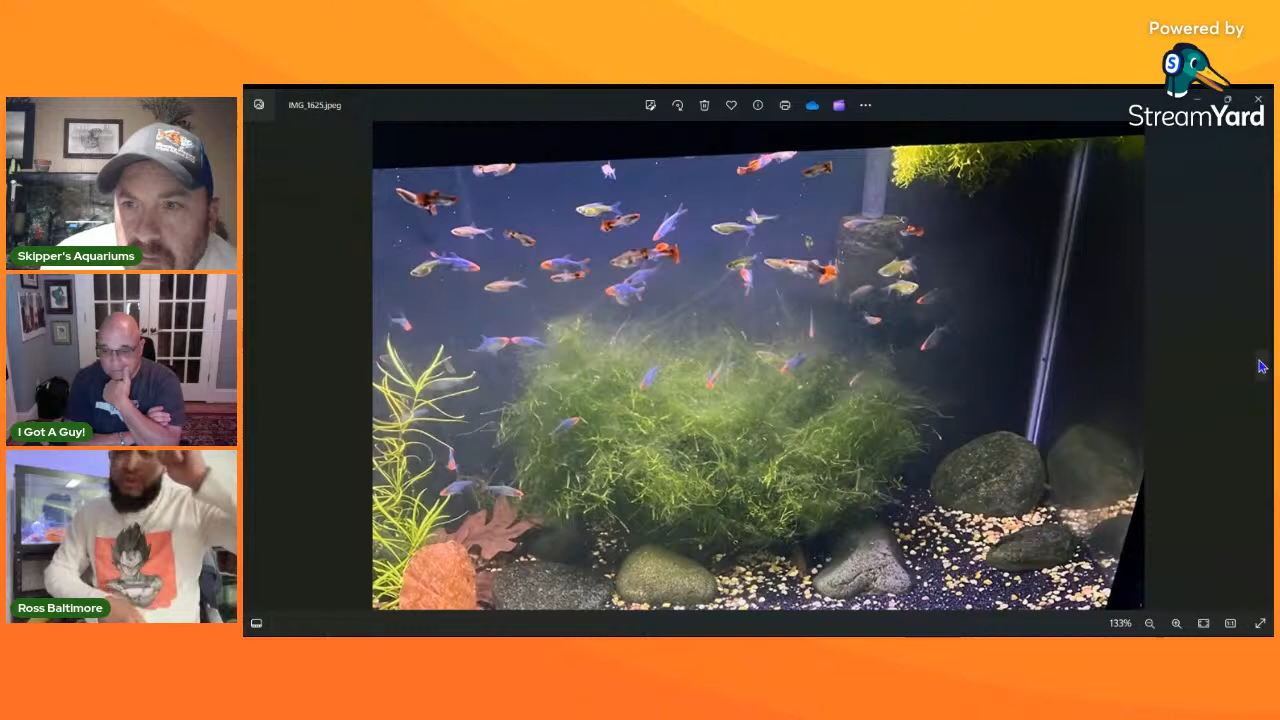 Powered by
StreamYard
IMG_1625.jpeg
Skipper's Aquariums
I Got A Guy!
Ross Baltimore
133%